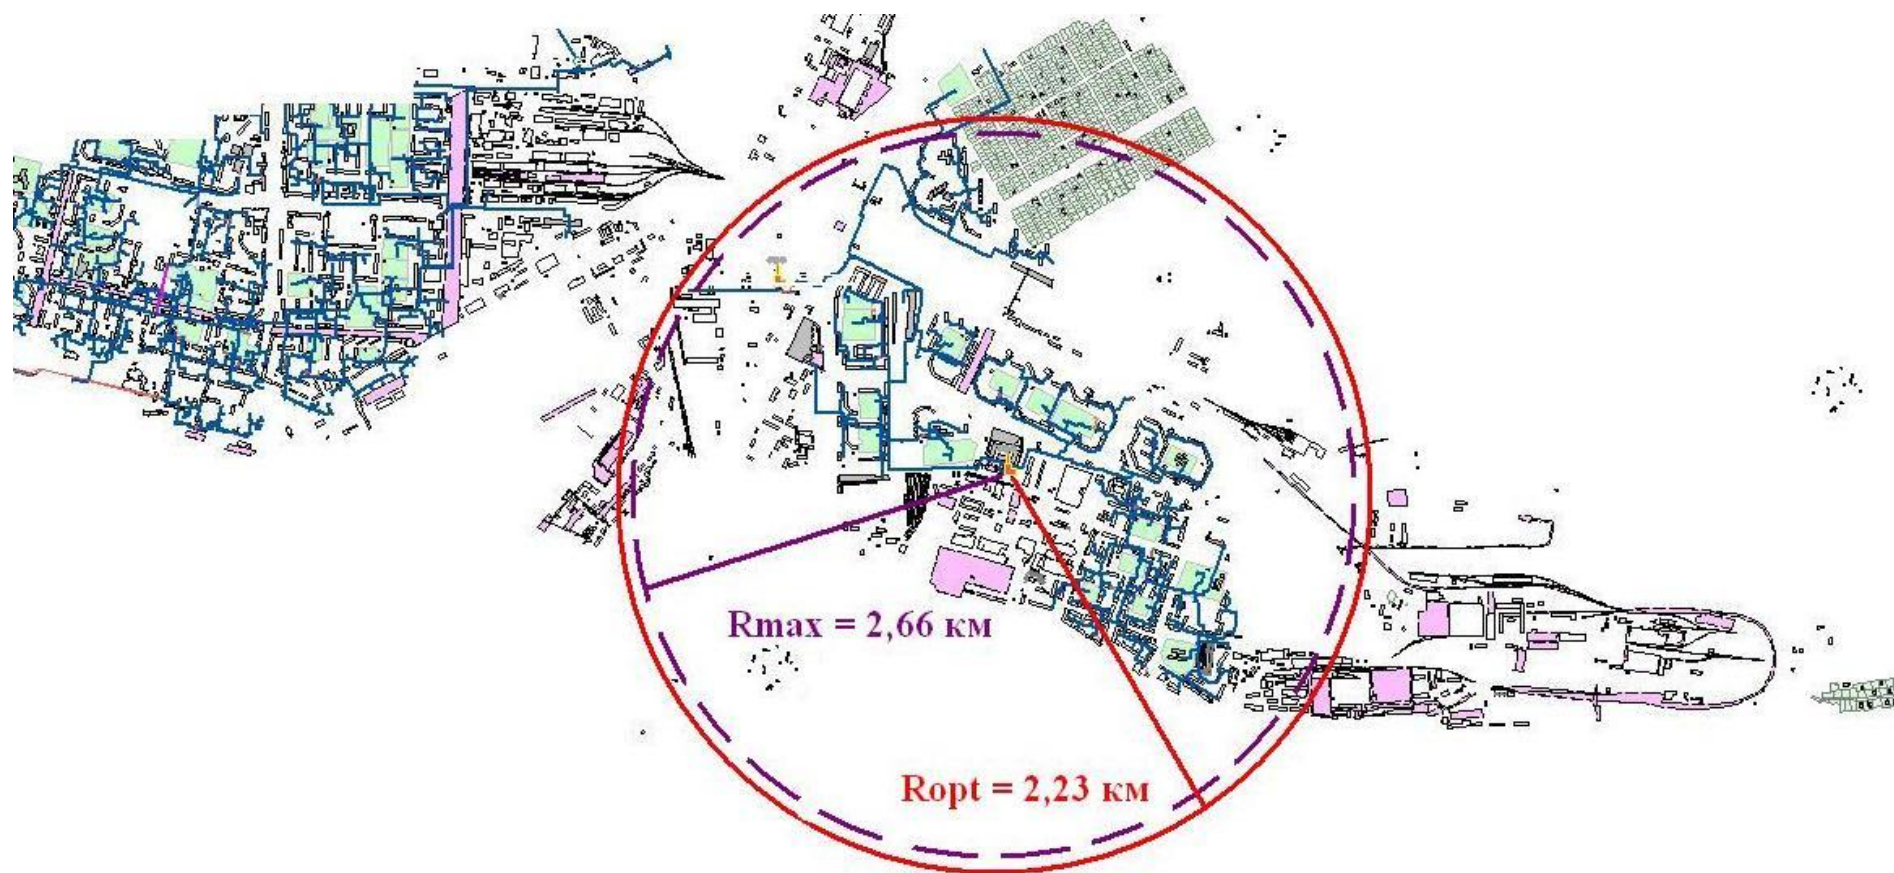 Rmax = 2,66 км
Ropt = 2,23 км